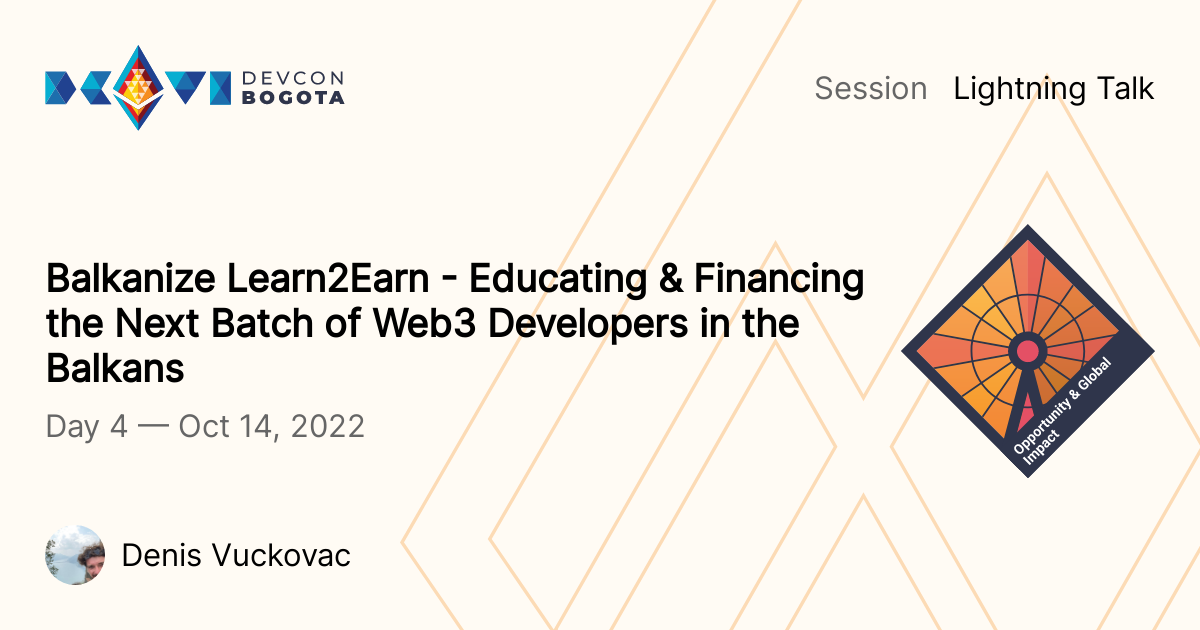 DEVCON
BOGOTA
Session Lightning Talk
Balkanize Learn2Earn - Educating & Financing
the Next Batch of Web3 Developers in the
Balkans
Day 4 — Oct 14, 2022
Opportunity & Global
Impact
Denis Vuckovac